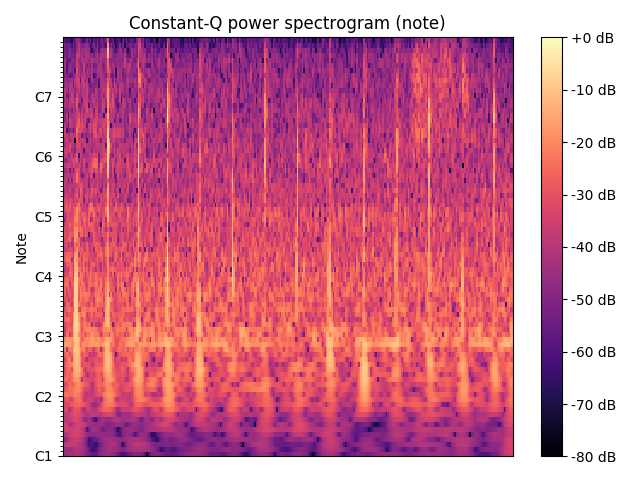 Constant-Q power spectrogram (note)
+0 dB
-10 dB
-20 dB
-30 dB
-40 dB
-50 dB
-60 dB
-70 dB
-80 dB
C7
C6
C5
C4
C3
C2
C1
Note